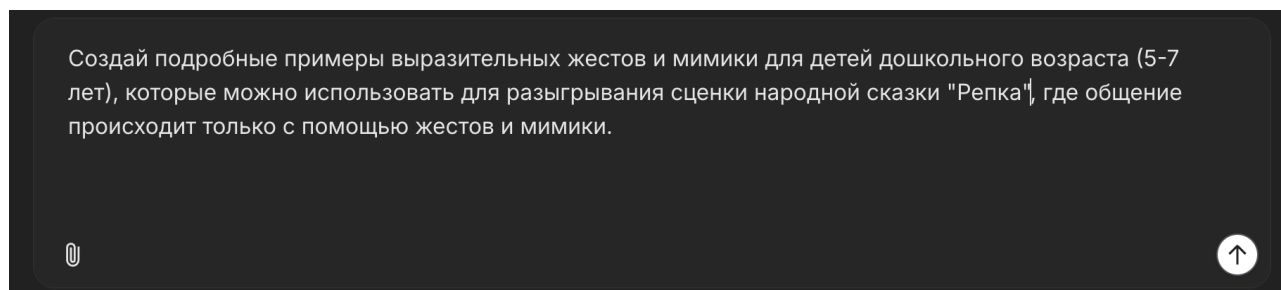 Создай подробные примеры выразительных жестов и мимики для детей дошкольного возраста (5-7
лет), которые можно использовать для разыгрывания сценки народной сказки "Репка", где общение
происходит только с помощью жестов и мимики.